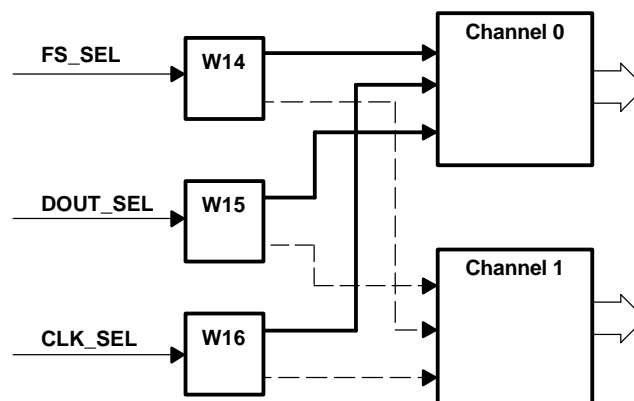 FS_SEL
W14
Channel 0
DOUT_SEL
W15
Channel 1
CLK_SEL
W16